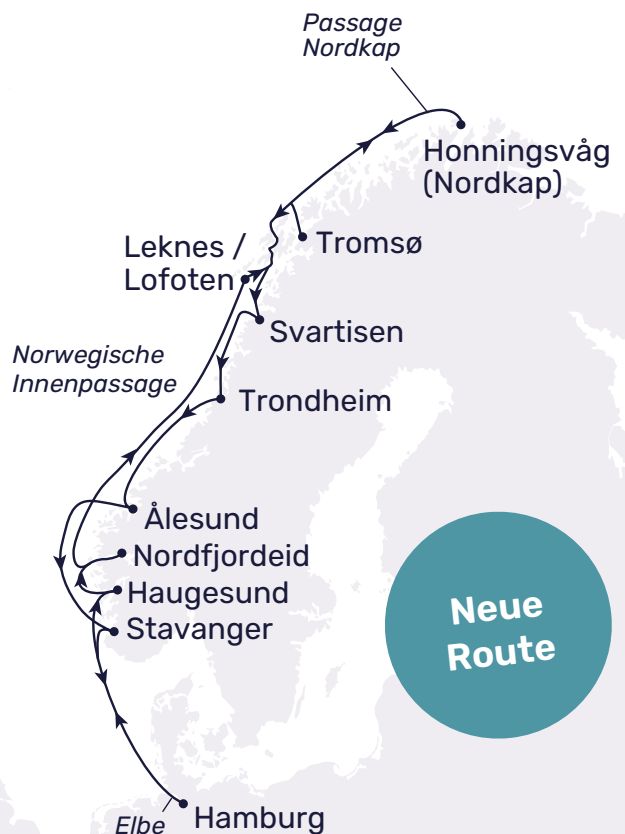 Passage
Nordkap
Honningsvåg
(Nordkap)
Tromsø
Leknes /
Lofoten
Svartisen
Norwegische
Innenpassage
Trondheim
Ålesund
Nordfjordeid
Haugesund
Stavanger
Neue
Route
Hamburg
Elbe